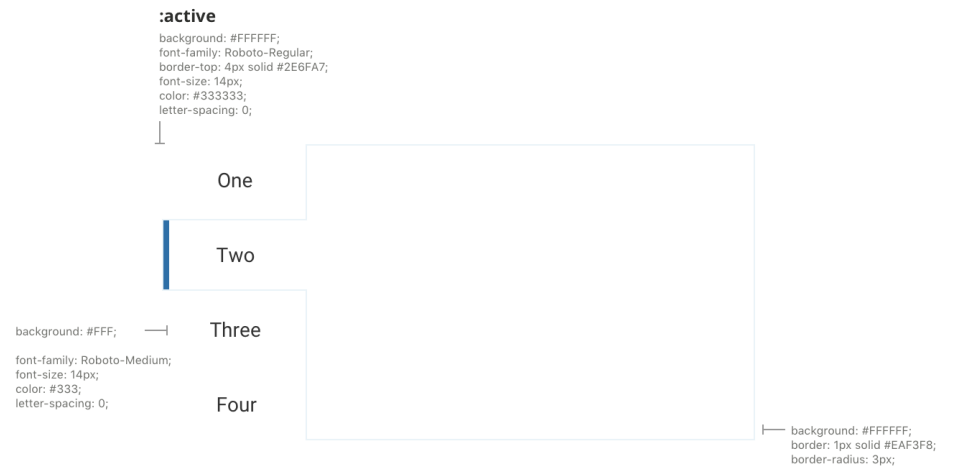 :active
background: #FFFFFF;
font-family: Roboto-Regular;
border-top: 4px solid #2E6FA7;
font-size: 14px;
color: #333333;
letter-spacing: 0;
One
Two
Three
Four
background: #FFF;
font-family: Roboto-Medium;
font-size: 14px;
color: #333;
letter-spacing: 0;
background: #FFFFFF;
border: 1px solid #EAF3F8;
border-radius: 3px;